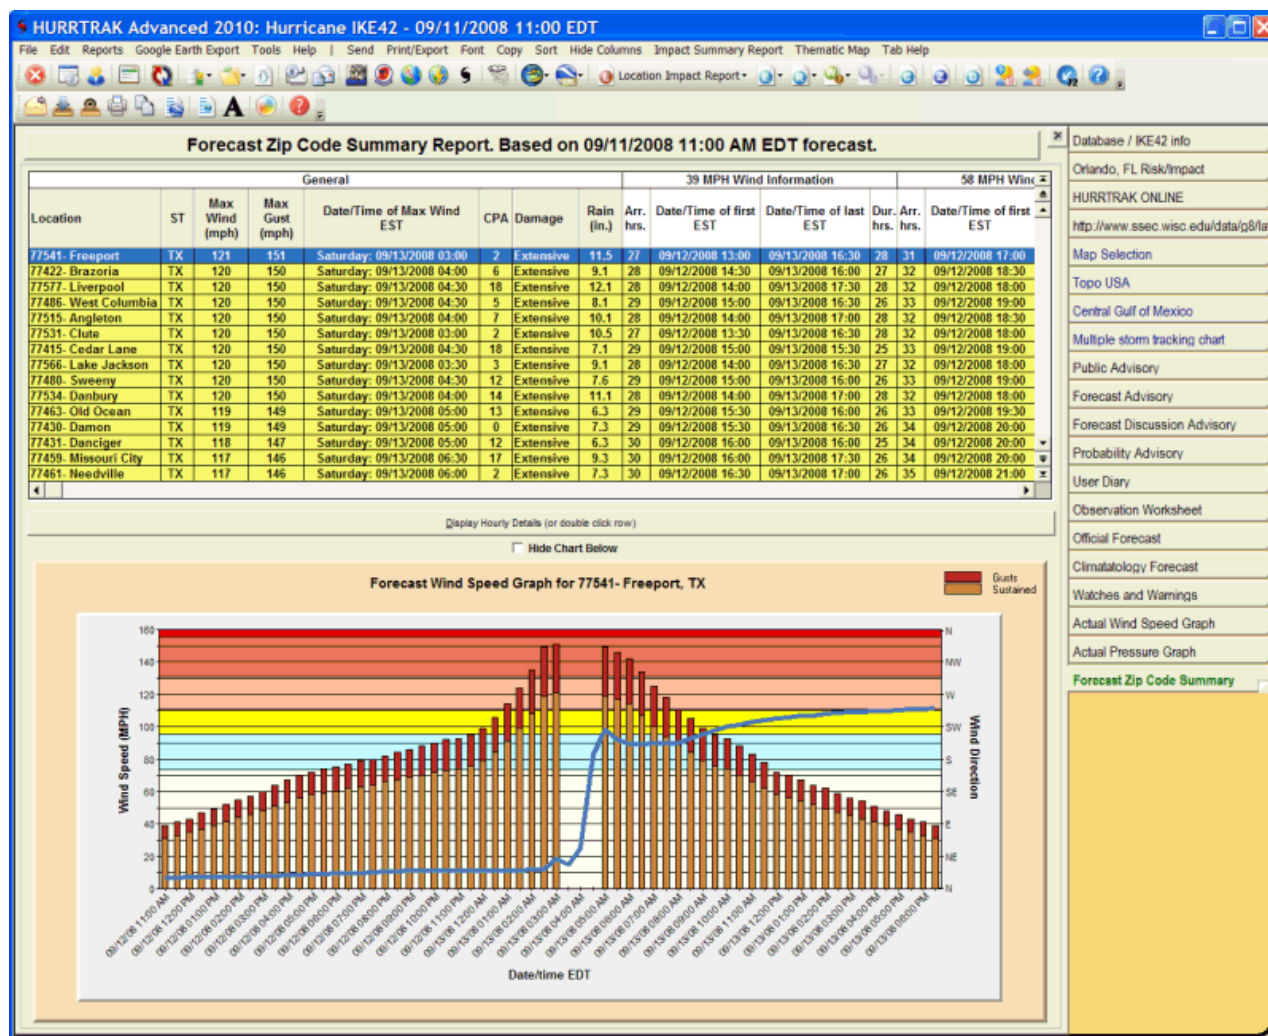 HURRTRAK Advanced 2010: Hurricane IKE42 - 09/11/2008 11:00 EDT
File Edit Reports Google Earth Export Tools Help | Send Print/Export Font Copy Sort Hide Columns Impact Summary Report Thematic Map Tab Help
Location Impact Report
Forecast Zip Code Summary Report. Based on 09/11/2008 11:00 AM EDT forecast.
General 39 MPH Wind Information 58 MPH Wind
Location ST Max Wind (mph) Max Gust (mph) Date/Time of Max Wind EST CPA Damage Rain (in.) Arr. hrs. Date/Time of first EST Date/Time of last EST Dur. hrs. Arr. hrs. Date/Time of first EST
77541- Freeport TX 121 151 Saturday: 09/13/2008 03:00 2 Extensive 11.5 27 09/12/2008 13:00 09/13/2008 16:30 28 31 09/12/2008 17:00
77422- Brazoria TX 120 150 Saturday: 09/13/2008 04:00 6 Extensive 9.1 28 09/12/2008 14:30 09/13/2008 16:00 27 32 09/12/2008 18:30
77577- Liverpool TX 120 150 Saturday: 09/13/2008 04:30 18 Extensive 12.1 28 09/12/2008 14:00 09/13/2008 17:30 28 32 09/12/2008 18:00
77486- West Columbia TX 120 150 Saturday: 09/13/2008 04:30 5 Extensive 8.1 29 09/12/2008 15:00 09/13/2008 16:30 26 33 09/12/2008 19:00
77515- Angleton TX 120 150 Saturday: 09/13/2008 04:00 7 Extensive 10.1 28 09/12/2008 14:00 09/13/2008 17:00 28 32 09/12/2008 18:30
77531- Clute TX 120 150 Saturday: 09/13/2008 03:00 2 Extensive 10.5 27 09/12/2008 13:30 09/13/2008 16:30 28 32 09/12/2008 18:00
77415- Cedar Lane TX 120 150 Saturday: 09/13/2008 04:30 18 Extensive 7.1 29 09/12/2008 15:00 09/13/2008 15:30 25 33 09/12/2008 19:00
77566- Lake Jackson TX 120 150 Saturday: 09/13/2008 03:30 3 Extensive 9.1 28 09/12/2008 14:00 09/13/2008 16:30 27 32 09/12/2008 18:00
77480- Sweeny TX 120 150 Saturday: 09/13/2008 04:30 12 Extensive 7.6 29 09/12/2008 15:00 09/13/2008 16:00 26 33 09/12/2008 19:00
77534- Danbury TX 120 150 Saturday: 09/13/2008 04:00 14 Extensive 11.1 28 09/12/2008 14:00 09/13/2008 17:00 28 32 09/12/2008 18:00
77463- Old Ocean TX 119 149 Saturday: 09/13/2008 05:00 13 Extensive 6.3 29 09/12/2008 15:30 09/13/2008 16:00 26 33 09/12/2008 19:30
77430- Damon TX 119 149 Saturday: 09/13/2008 05:00 0 Extensive 7.3 29 09/12/2008 15:30 09/13/2008 16:30 26 34 09/12/2008 20:00
77431- Danciger TX 118 147 Saturday: 09/13/2008 05:00 12 Extensive 6.3 30 09/12/2008 16:00 09/13/2008 16:00 25 34 09/12/2008 20:00
77459- Missouri City TX 117 146 Saturday: 09/13/2008 06:30 17 Extensive 9.3 30 09/12/2008 16:00 09/13/2008 17:30 26 34 09/12/2008 20:00
77461- Needville TX 117 146 Saturday: 09/13/2008 06:00 2 Extensive 7.3 30 09/12/2008 16:30 09/13/2008 17:00 26 35 09/12/2008 21:00
Display Hourly Details (or double click row)
Hide Chart Below
Forecast Wind Speed Graph for 77541- Freeport, TX
Gusts
Sustained
Wind Speed (MPH)
160
140
120
100
80
60
40
20
0
N
NW
W
SW
S
SE
E
NE
N
Wind Direction
Date/time EDT
Database / IKE42 info
Orlando, FL Risk/Impact
HURRTRAK ONLINE
http://www.ssec.wisc.edu/data/g8/la
Map Selection
Topo USA
Central Gulf of Mexico
Multiple storm tracking chart
Public Advisory
Forecast Advisory
Forecast Discussion Advisory
Probability Advisory
User Diary
Observation Worksheet
Official Forecast
Climatatology Forecast
Watches and Warnings
Actual Wind Speed Graph
Actual Pressure Graph
Forecast Zip Code Summary